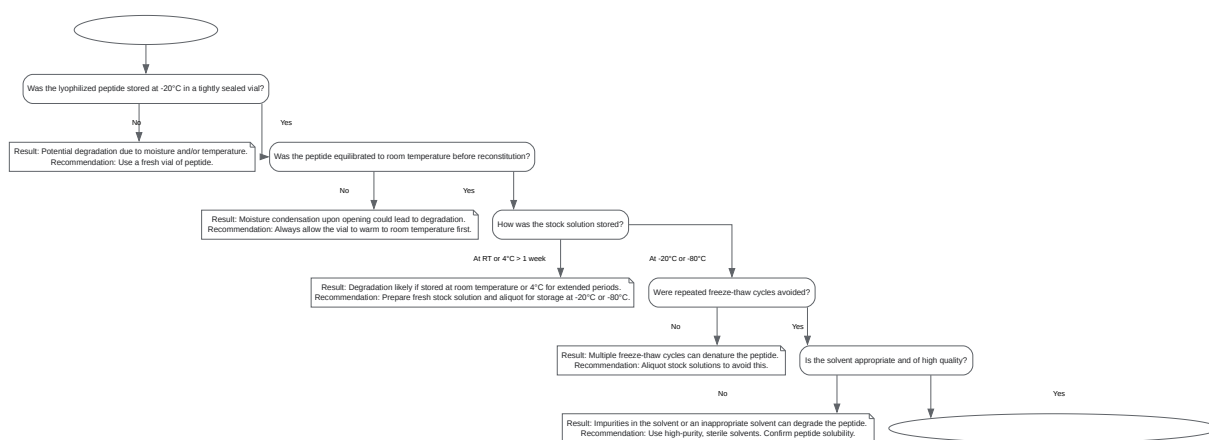 Was the lyophilized peptide stored at -20°C in a tightly sealed vial?
No
Yes
Result: Potential degradation due to moisture and/or temperature.
Recommendation: Use a fresh vial of peptide.
Was the peptide equilibrated to room temperature before reconstitution?
No
Yes
Result: Moisture condensation upon opening could lead to degradation.
Recommendation: Always allow the vial to warm to room temperature first.
How was the stock solution stored?
At RT or 4°C > 1 week
At -20°C or -80°C
Result: Degradation likely if stored at room temperature or 4°C for extended periods.
Recommendation: Prepare fresh stock solution and aliquot for storage at -20°C or -80°C.
Were repeated freeze-thaw cycles avoided?
No
Yes
Result: Multiple freeze-thaw cycles can denature the peptide.
Recommendation: Aliquot stock solutions to avoid this.
Is the solvent appropriate and of high quality?
No
Yes
Result: Impurities in the solvent or an inappropriate solvent can degrade the peptide.
Recommendation: Use high-purity, sterile solvents. Confirm peptide solubility.